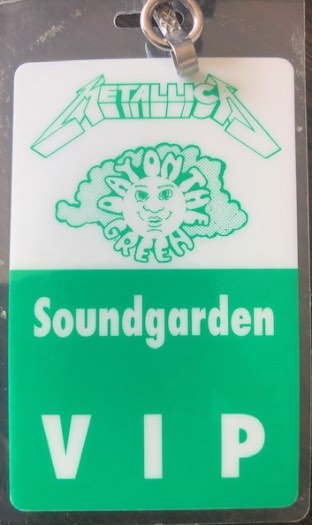 METALLICA
DAY ON THE
GREEN
Soundgarden
VIP